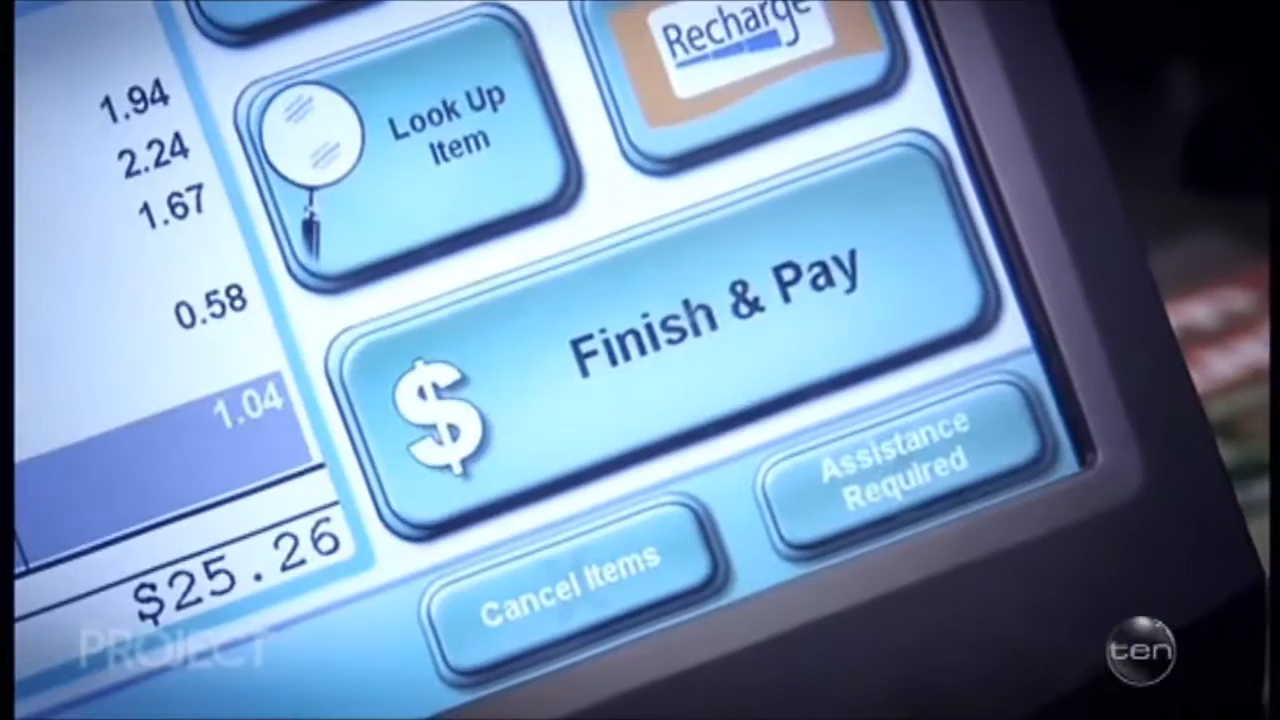 Recharge
1.94
Look Up
Item
2.24
1.67
0.58
Finish & Pay
$
1.04
Assistance
Required
$25.26
Cancel Items
PROJECT
ten